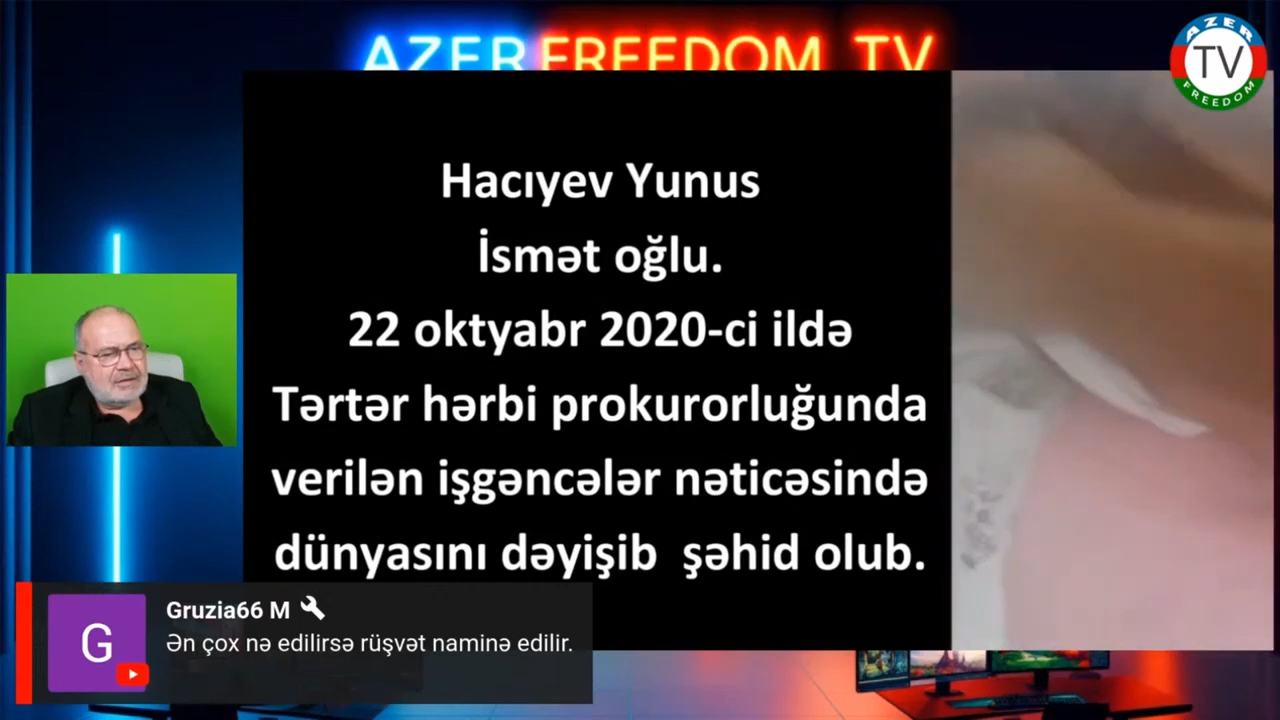 AZER FREEDOM TV
AZER
TV
FREEDOM
Hacıyev Yunus
İsmət oğlu.
22 oktyabr 2020-ci ildə
Tərtər hərbi prokurorluğunda
verilən işgəncələr nəticəsində
dünyasını dəyişib şəhid olub.
G
Gruzia66 M
Ən çox nə edilirsə rüşvət naminə edilir.